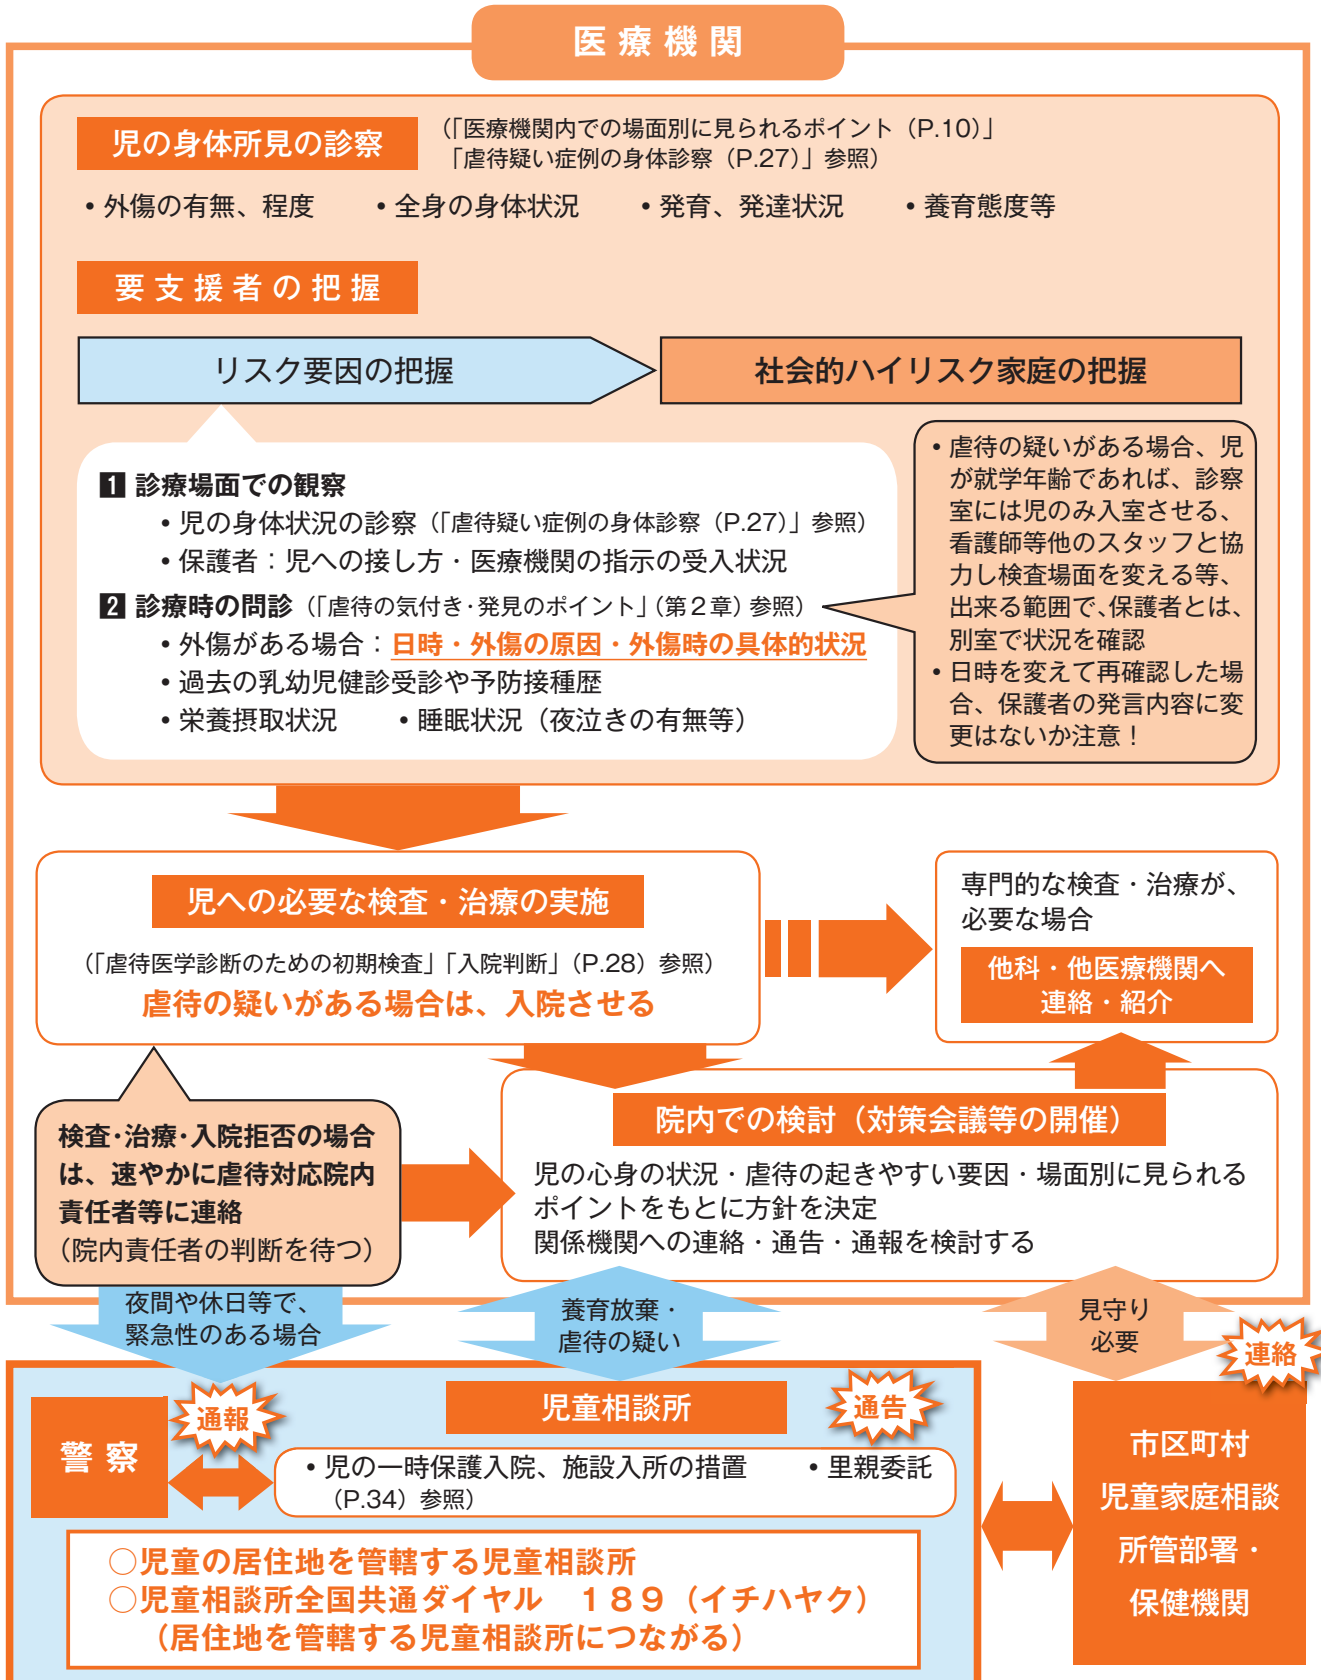 医療機関
児の身体所見の診察
（「医療機関内での場面別に見られるポイント（P.10）」
「虐待疑い症例の身体診察（P.27）」参照）
・外傷の有無、程度　・全身の身体状況　・発育、発達状況　・養育態度等
要支援者の把握
リスク要因の把握
社会的ハイリスク家庭の把握
1 診療場面での観察
・児の身体状況の診察（「虐待疑い症例の身体診察（P.27）」参照）
・保護者：児への接し方・医療機関の指示の受入状況
2 診療時の問診（「虐待の気付き・発見のポイント」（第２章）参照）
・外傷がある場合：日時・外傷の原因・外傷時の具体的状況
・過去の乳幼児健診受診や予防接種歴
・栄養摂取状況　・睡眠状況（夜泣きの有無等）
・虐待の疑いがある場合、児
が就学年齢であれば、診察
室には児のみ入室させる、
看護師等他のスタッフと協
力し検査場面を変える等、
出来る範囲で、保護者とは、
別室で状況を確認
・日時を変えて再確認した場
合、保護者の発言内容に変
更はないか注意！
児への必要な検査・治療の実施
（「虐待医学診断のための初期検査」「入院判断」（P.28）参照）
虐待の疑いがある場合は、入院させる
専門的な検査・治療が、
必要な場合
他科・他医療機関へ
連絡・紹介
検査・治療・入院拒否の場合
は、速やかに虐待対応院内
責任者等に連絡
（院内責任者の判断を待つ）
院内での検討（対策会議等の開催）
児の心身の状況・虐待の起きやすい要因・場面別に見られる
ポイントをもとに方針を決定
関係機関への連絡・通告・通報を検討する
夜間や休日等で、
緊急性のある場合
養育放棄・
虐待の疑い
見守り
必要
連絡
通報
児童相談所
通告
警察
・児の一時保護入院、施設入所の措置　・里親委託
（P.34）参照）
○児童の居住地を管轄する児童相談所
○児童相談所全国共通ダイヤル　１８９（イチハヤク）
（居住地を管轄する児童相談所につながる）
市区町村
児童家庭相談
所管部署・
保健機関